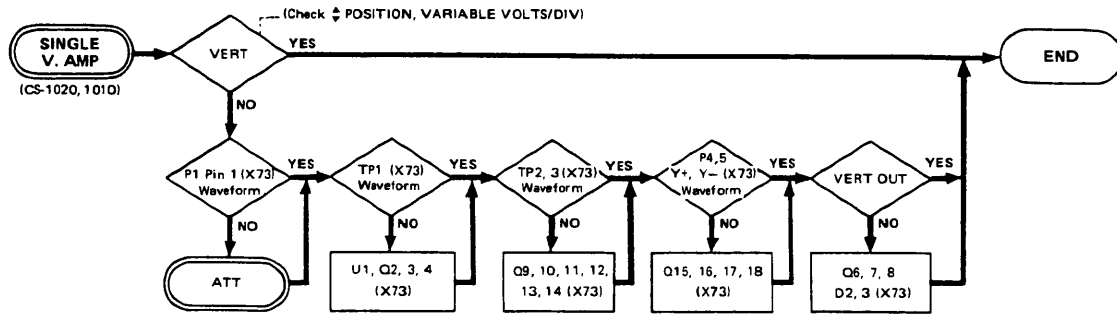 (Check ▲▼ POSITION, VARIABLE VOLTS/DIV)
SINGLE
V. AMP
(CS-1020, 1010)
VERT
YES
NO
END
P1 Pin 1 (X73)
Waveform
YES
NO
TP1 (X73)
Waveform
YES
NO
TP2, 3 (X73)
Waveform
YES
NO
P4,5
Y+, Y− (X73)
Waveform
YES
NO
VERT OUT
YES
NO
ATT
U1, Q2, 3, 4
(X73)
Q9, 10, 11, 12,
13, 14 (X73)
Q15, 16, 17, 18
(X73)
Q6, 7, 8
D2, 3 (X73)